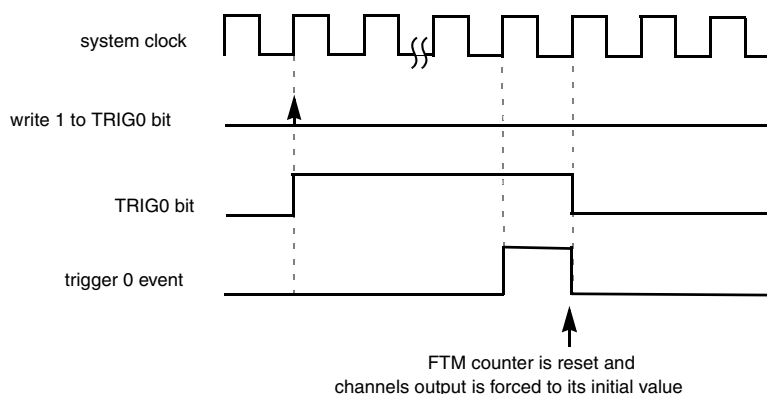 system clock
write 1 to TRIG0 bit
TRIG0 bit
trigger 0 event
FTM counter is reset and
channels output is forced to its initial value